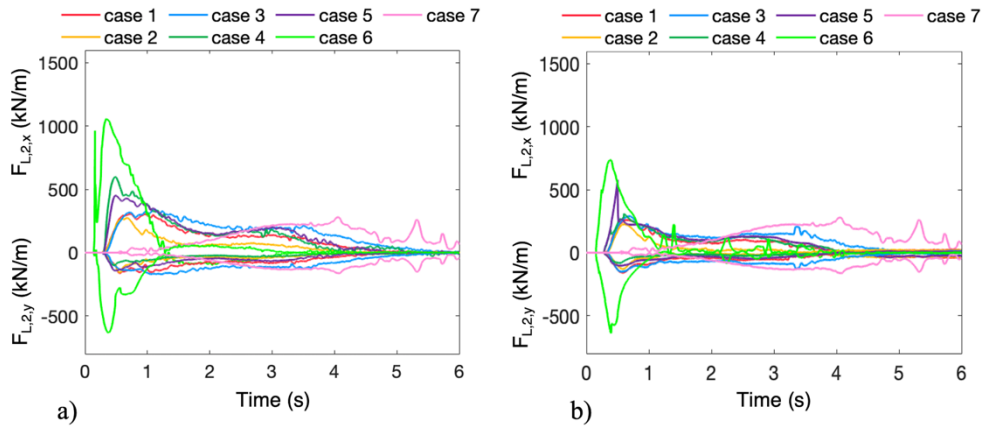 case 1 case 3 case 5 case 7
case 2 case 4 case 6
1500
1000
500
0
-500
F_L,2,x (kN/m)
F_L,2,y (kN/m)
0 1 2 3 4 5 6
Time (s)
a)
case 1 case 3 case 5 case 7
case 2 case 4 case 6
1500
1000
500
0
-500
F_L,2,x (kN/m)
F_L,2,y (kN/m)
0 1 2 3 4 5 6
Time (s)
b)